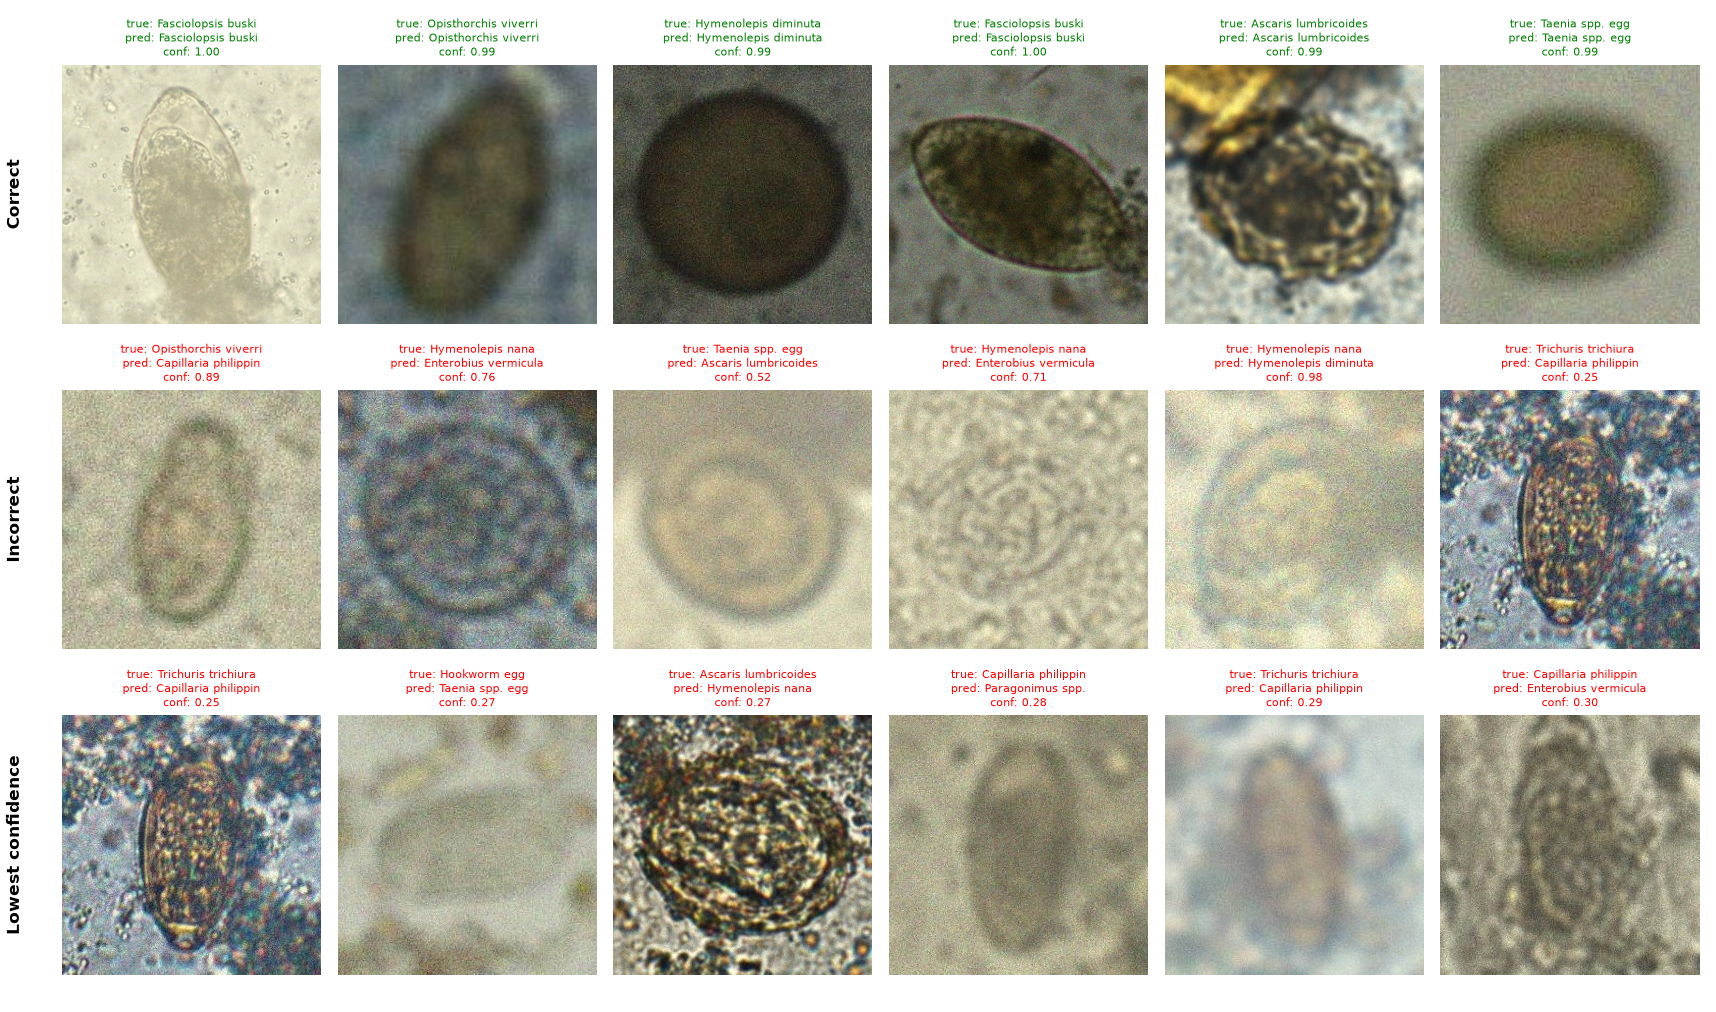 true: Fasciolopsis buski
pred: Fasciolopsis buski
conf: 1.00
true: Opisthorchis viverri
pred: Opisthorchis viverri
conf: 0.99
true: Hymenolepis diminuta
pred: Hymenolepis diminuta
conf: 0.99
true: Fasciolopsis buski
pred: Fasciolopsis buski
conf: 1.00
true: Ascaris lumbricoides
pred: Ascaris lumbricoides
conf: 0.99
true: Taenia spp. egg
pred: Taenia spp. egg
conf: 0.99
Correct
true: Opisthorchis viverri
pred: Capillaria philippin
conf: 0.89
true: Hymenolepis nana
pred: Enterobius vermicula
conf: 0.76
true: Taenia spp. egg
pred: Ascaris lumbricoides
conf: 0.52
true: Hymenolepis nana
pred: Enterobius vermicula
conf: 0.71
true: Hymenolepis nana
pred: Hymenolepis diminuta
conf: 0.98
true: Trichuris trichiura
pred: Capillaria philippin
conf: 0.25
Incorrect
true: Trichuris trichiura
pred: Capillaria philippin
conf: 0.25
true: Hookworm egg
pred: Taenia spp. egg
conf: 0.27
true: Ascaris lumbricoides
pred: Hymenolepis nana
conf: 0.27
true: Capillaria philippin
pred: Paragonimus spp.
conf: 0.28
true: Trichuris trichiura
pred: Capillaria philippin
conf: 0.29
true: Capillaria philippin
pred: Enterobius vermicula
conf: 0.30
Lowest confidence